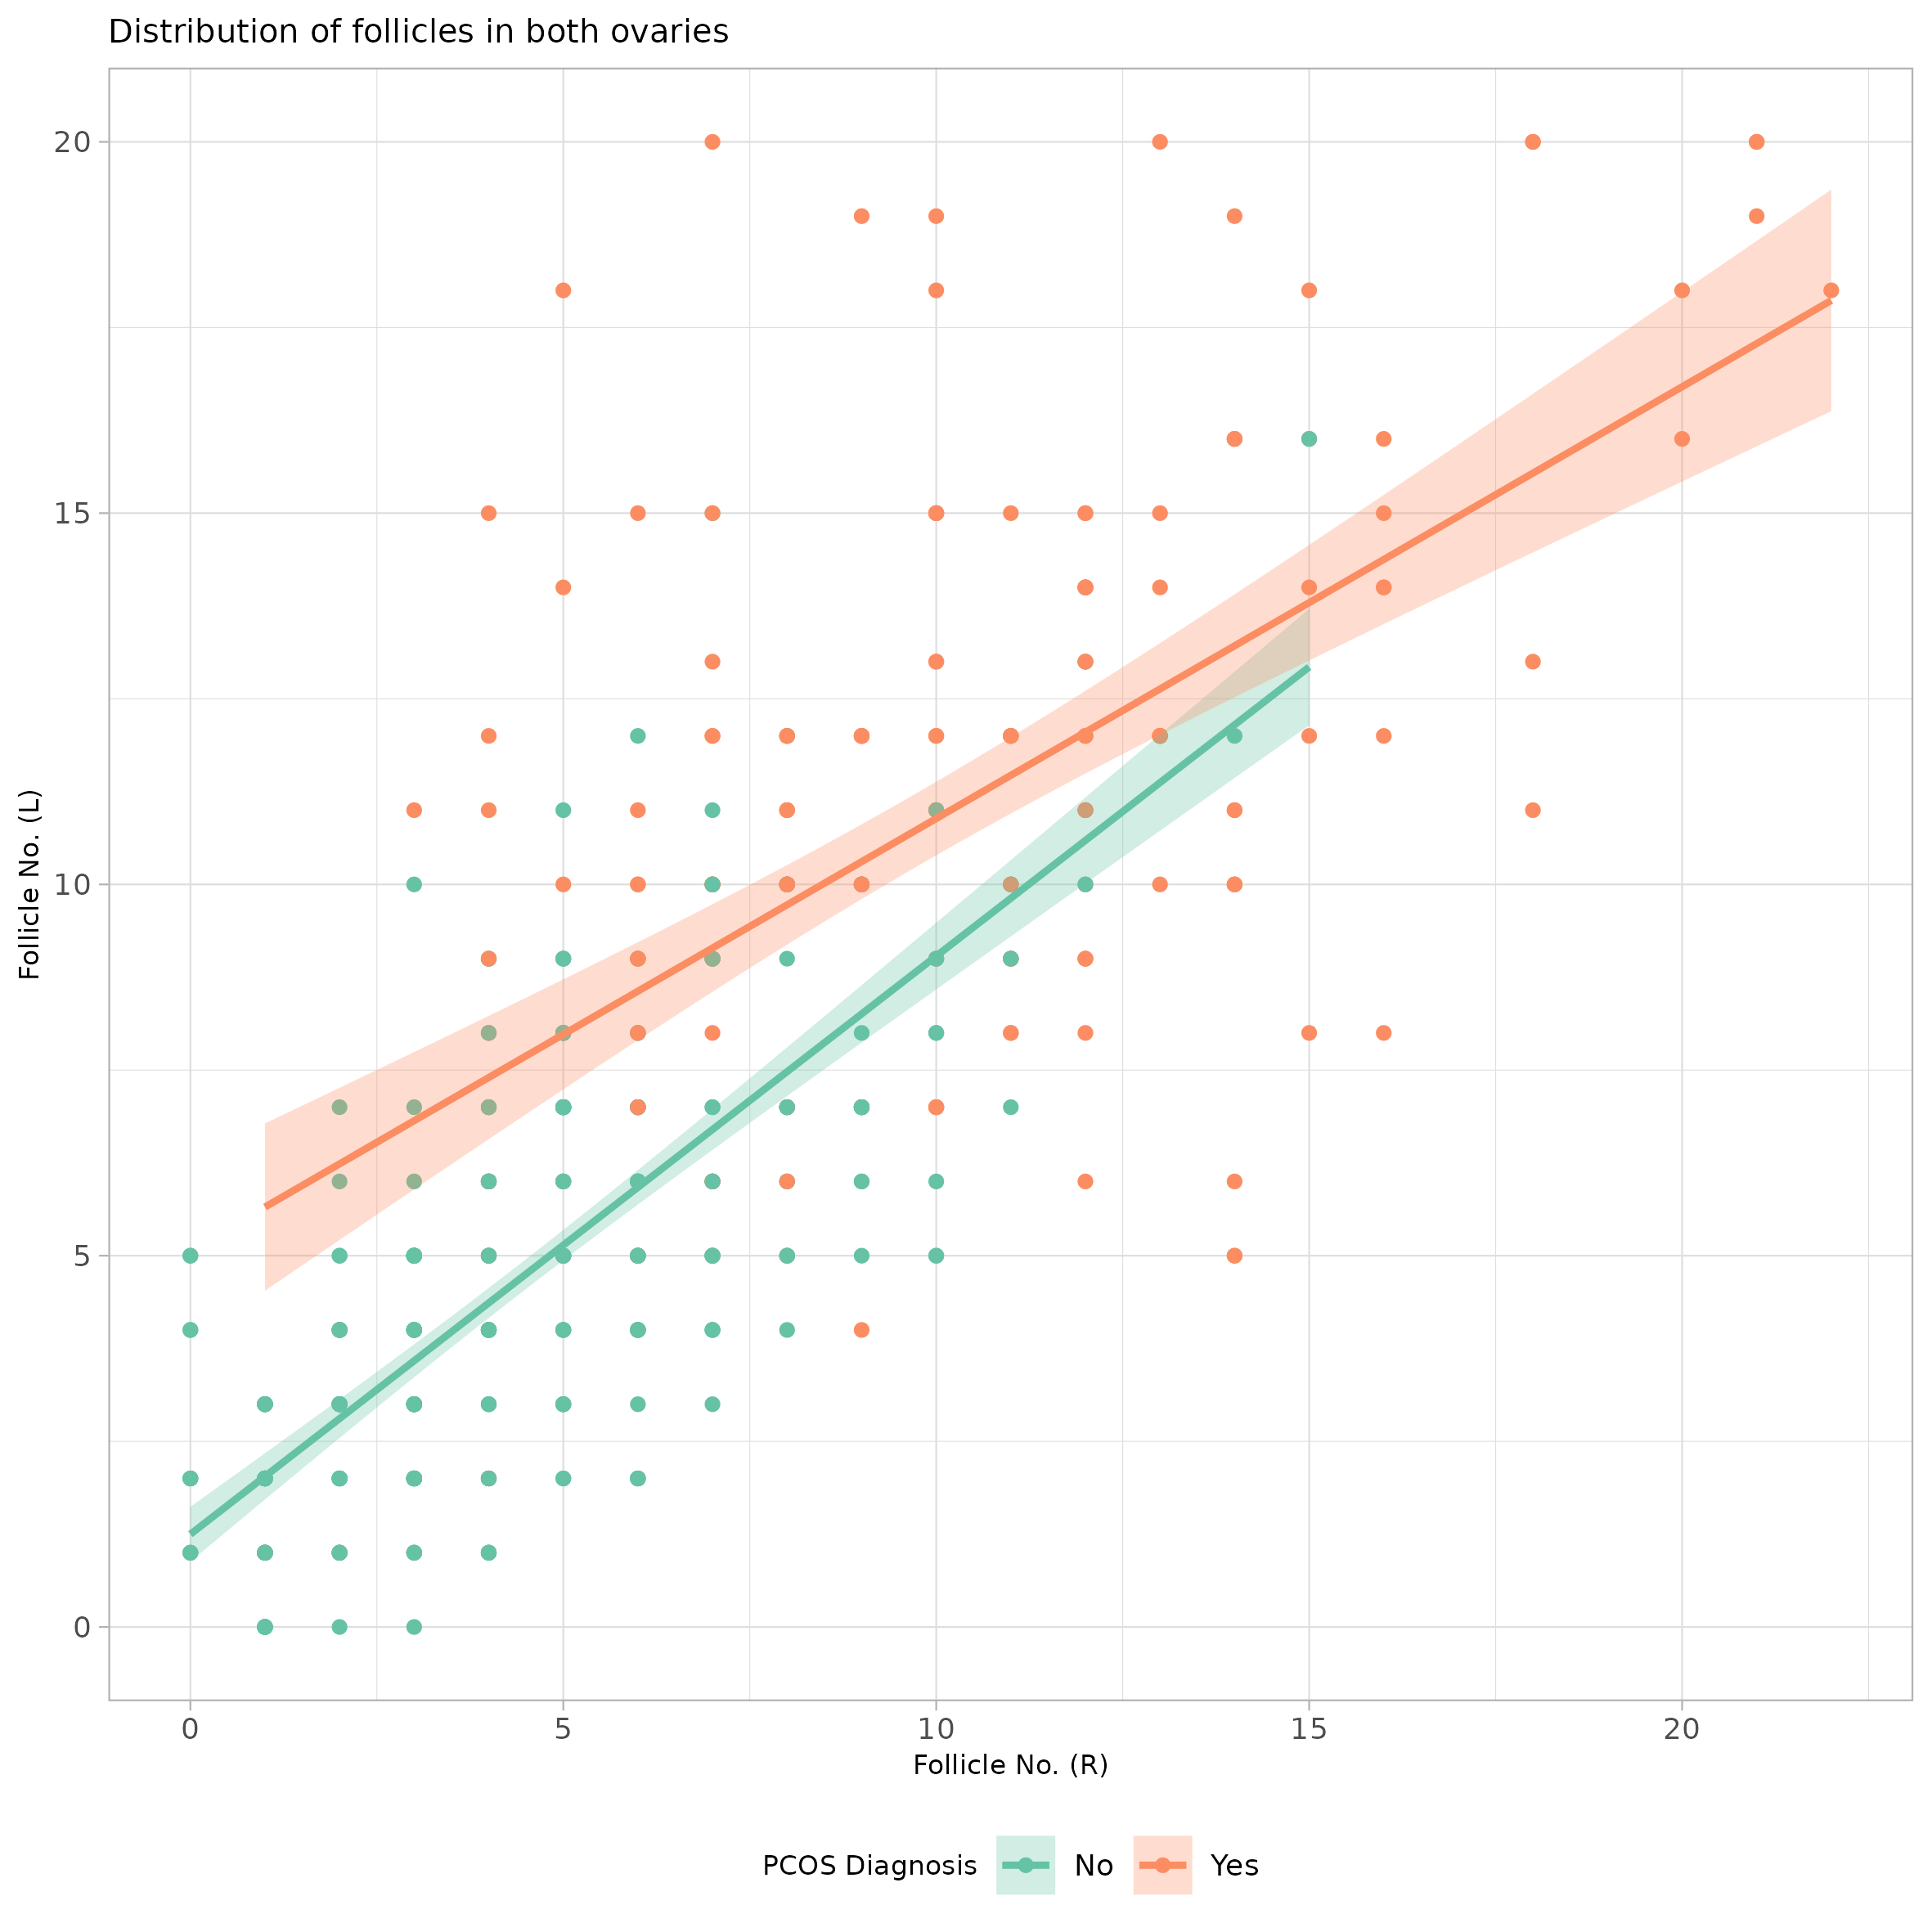 Distribution of follicles in both ovaries
20
15
10
5
0
Follicle No. (L)
0 5 10 15 20
Follicle No. (R)
PCOS Diagnosis No Yes